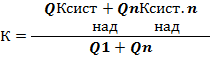 QКсист + QnКсист.n
над над
К =
Q1 + Qn